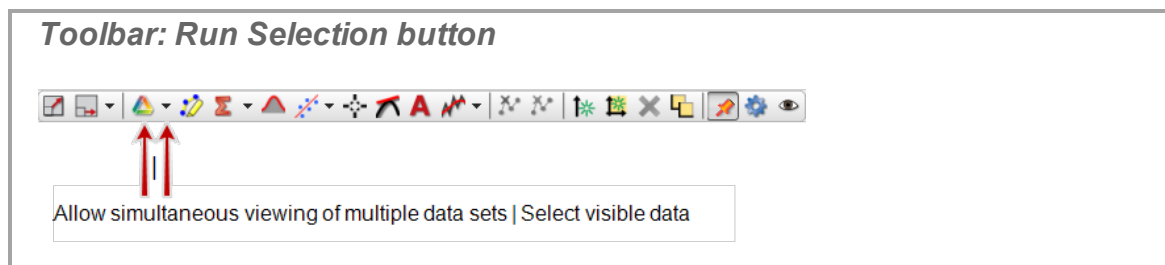 Toolbar: Run Selection button
A
|
Allow simultaneous viewing of multiple data sets | Select visible data